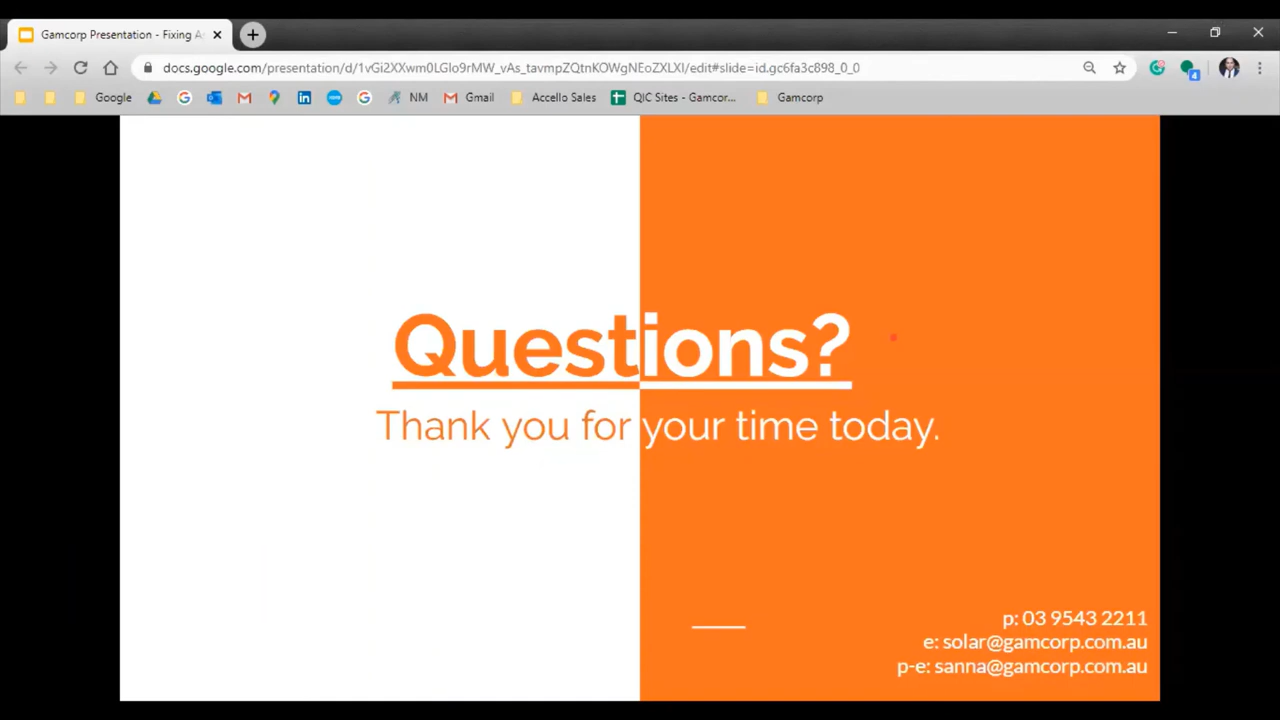 Gamcorp Presentation - Fixing A
docs.google.com/presentation/d/1vGi2XXwm0LGlo9rMW_vAs_tavmpZQtnKOWgNEoZXLXI/edit#slide=id.gc6fa3c898_0_0
4
Google NM Gmail Accello Sales QIC Sites - Gamcor... Gamcorp
Questions?
Thank you for your time today.
p: 03 9543 2211
e: solar@gamcorp.com.au
p-e: sanna@gamcorp.com.au